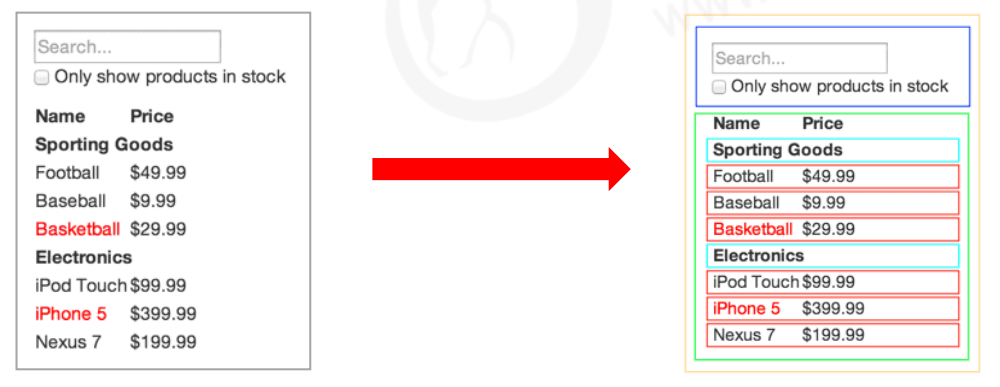 Search...
Only show products in stock
Name Price
Sporting Goods
Football $49.99
Baseball $9.99
Basketball $29.99
Electronics
iPod Touch $99.99
iPhone 5 $399.99
Nexus 7 $199.99
Search...
Only show products in stock
Name Price
Sporting Goods
Football $49.99
Baseball $9.99
Basketball $29.99
Electronics
iPod Touch $99.99
iPhone 5 $399.99
Nexus 7 $199.99